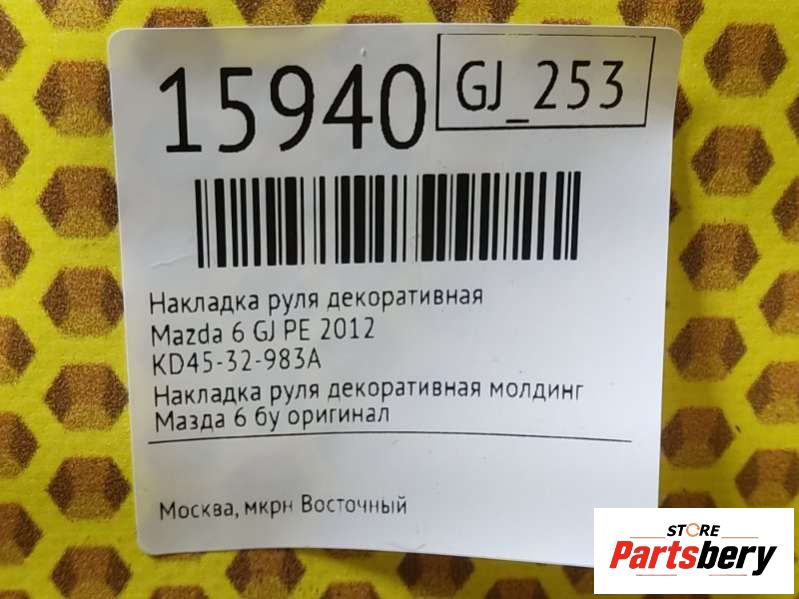 15940
GJ_253
Накладка руля декоративная
Mazda 6 GJ PE 2012
KD45-32-983A
Накладка руля декоративная молдинг
Мазда 6 бу оригинал
Москва, мкрн Восточный
STORE
Partsbery